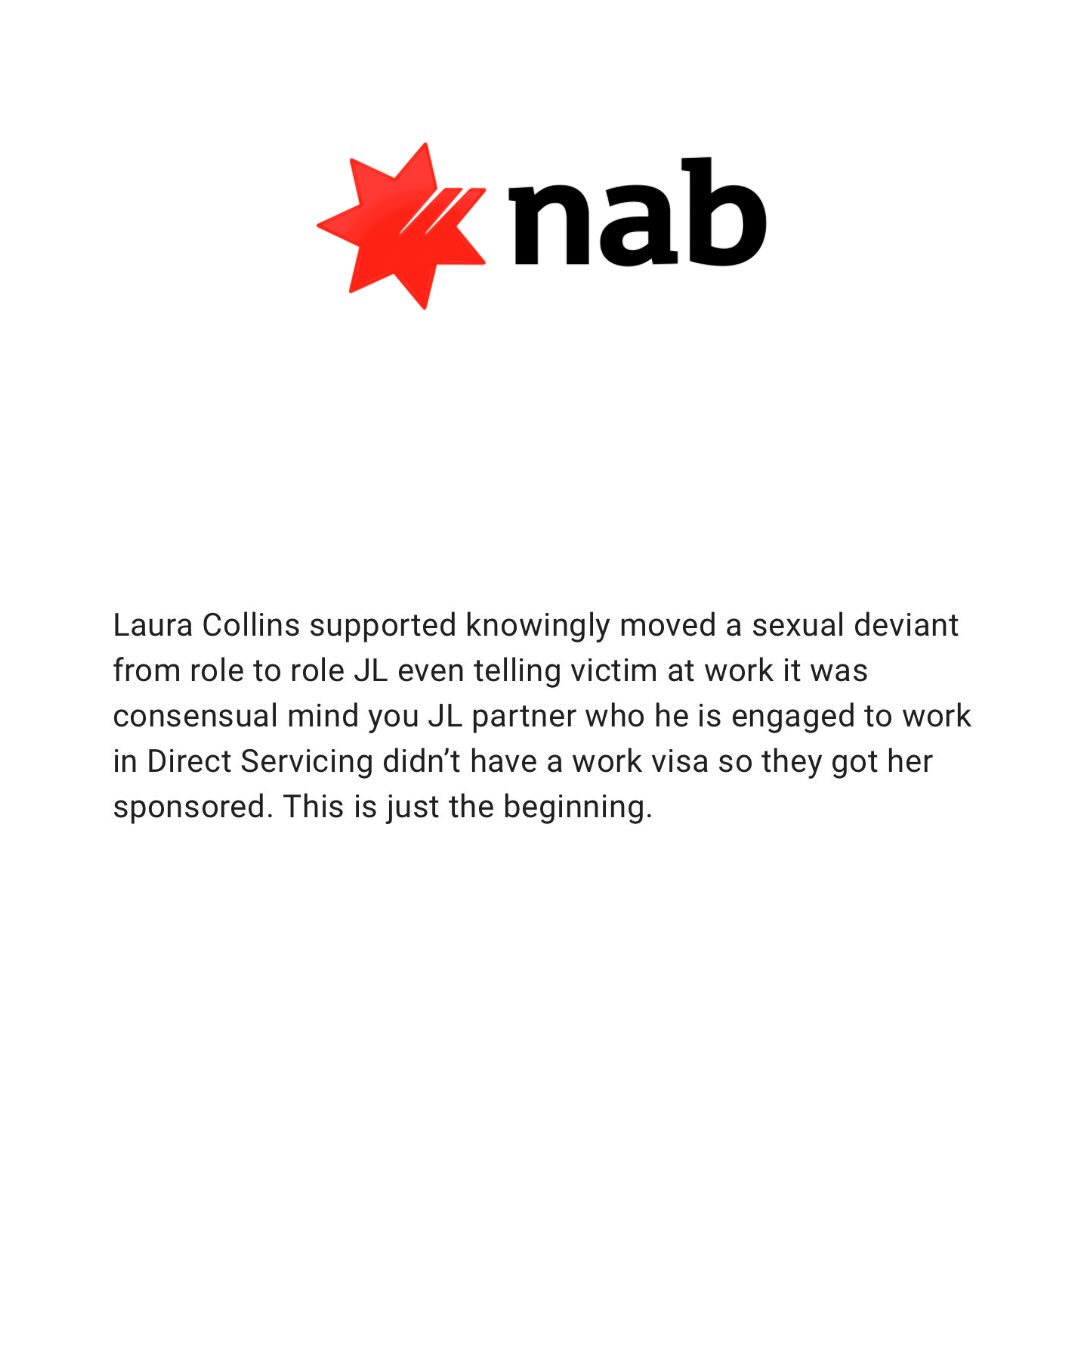 nab
Laura Collins supported knowingly moved a sexual deviant
from role to role JL even telling victim at work it was
consensual mind you JL partner who he is engaged to work
in Direct Servicing didn’t have a work visa so they got her
sponsored. This is just the beginning.